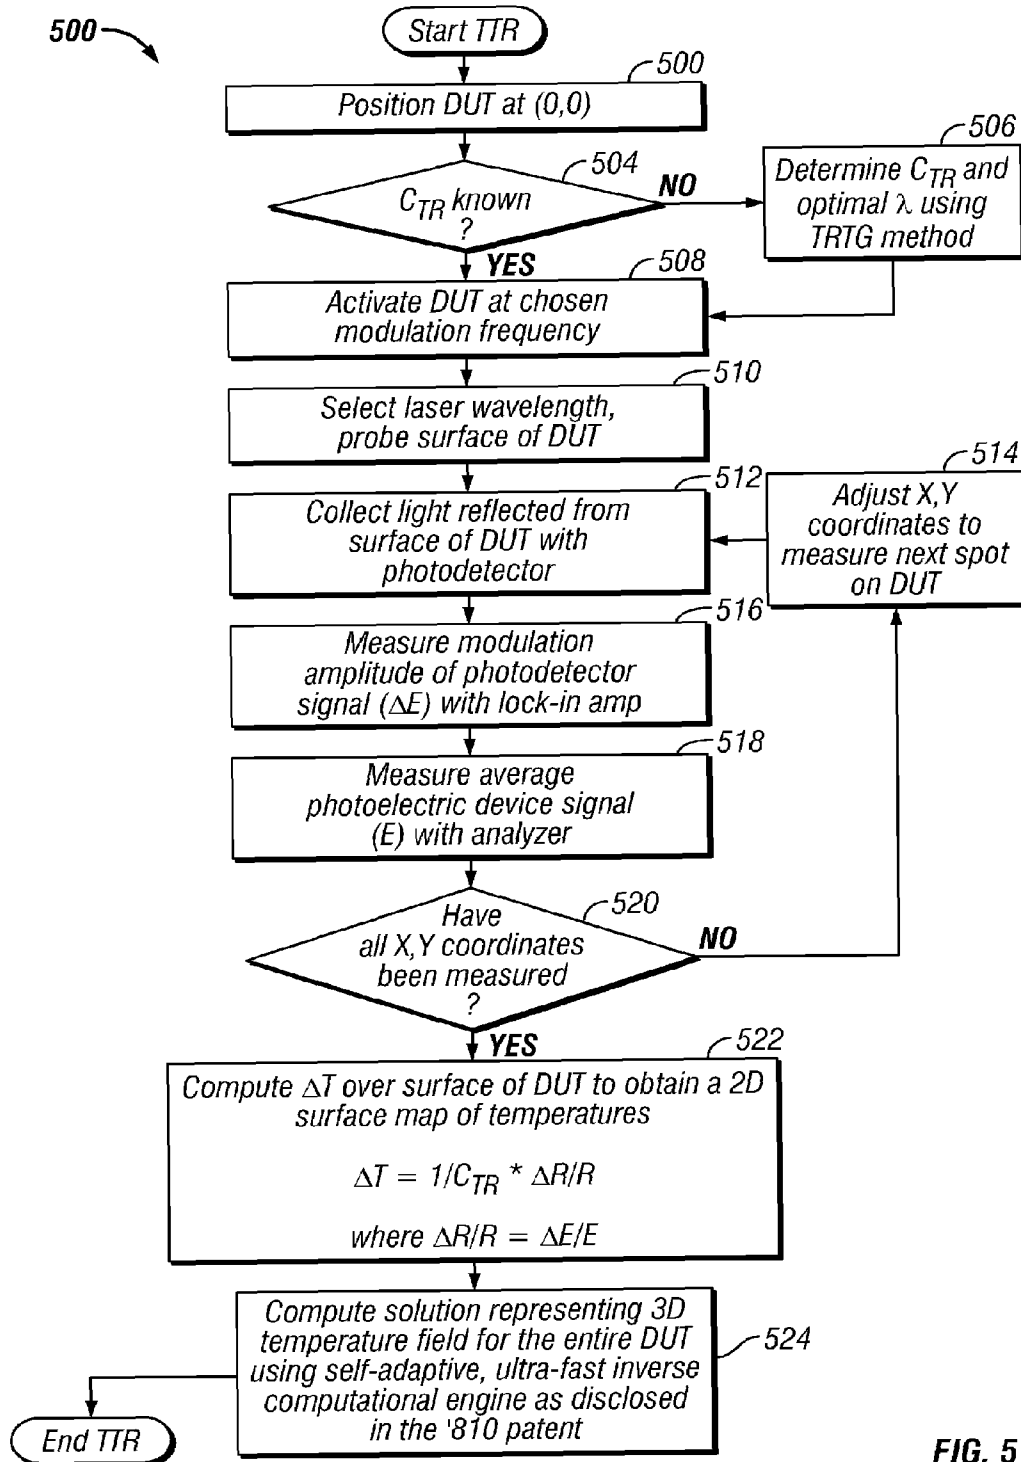 500
Start TTR
500
Position DUT at (0,0)
504
C_TR known
?
NO
YES
506
Determine C_TR and
optimal λ using
TRTG method
508
Activate DUT at chosen
modulation frequency
510
Select laser wavelength,
probe surface of DUT
512
Collect light reflected from
surface of DUT with
photodetector
514
Adjust X,Y
coordinates to
measure next spot
on DUT
516
Measure modulation
amplitude of photodetector
signal (ΔE) with lock-in amp
518
Measure average
photoelectric device signal
(E) with analyzer
520
Have
all X,Y coordinates
been measured
?
NO
YES
522
Compute ΔT over surface of DUT to obtain a 2D
surface map of temperatures
ΔT = 1/C_TR * ΔR/R
where ΔR/R = ΔE/E
524
Compute solution representing 3D
temperature field for the entire DUT
using self-adaptive, ultra-fast inverse
computational engine as disclosed
in the '810 patent
End TTR
FIG. 5